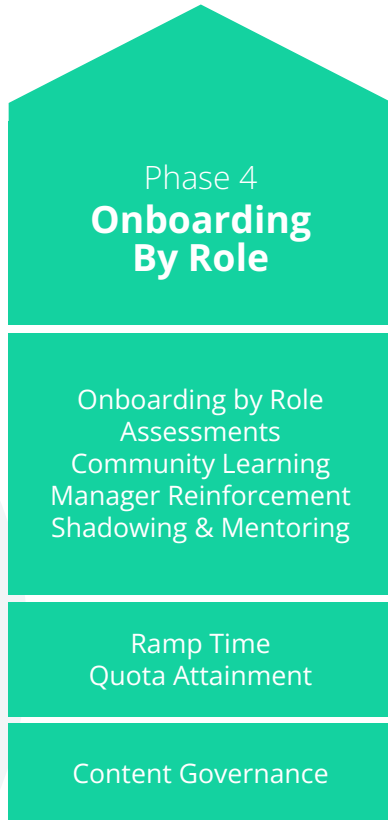 Phase 4
Onboarding
By Role
Onboarding by Role
Assessments
Community Learning
Manager Reinforcement
Shadowing & Mentoring
Ramp Time
Quota Attainment
Content Governance